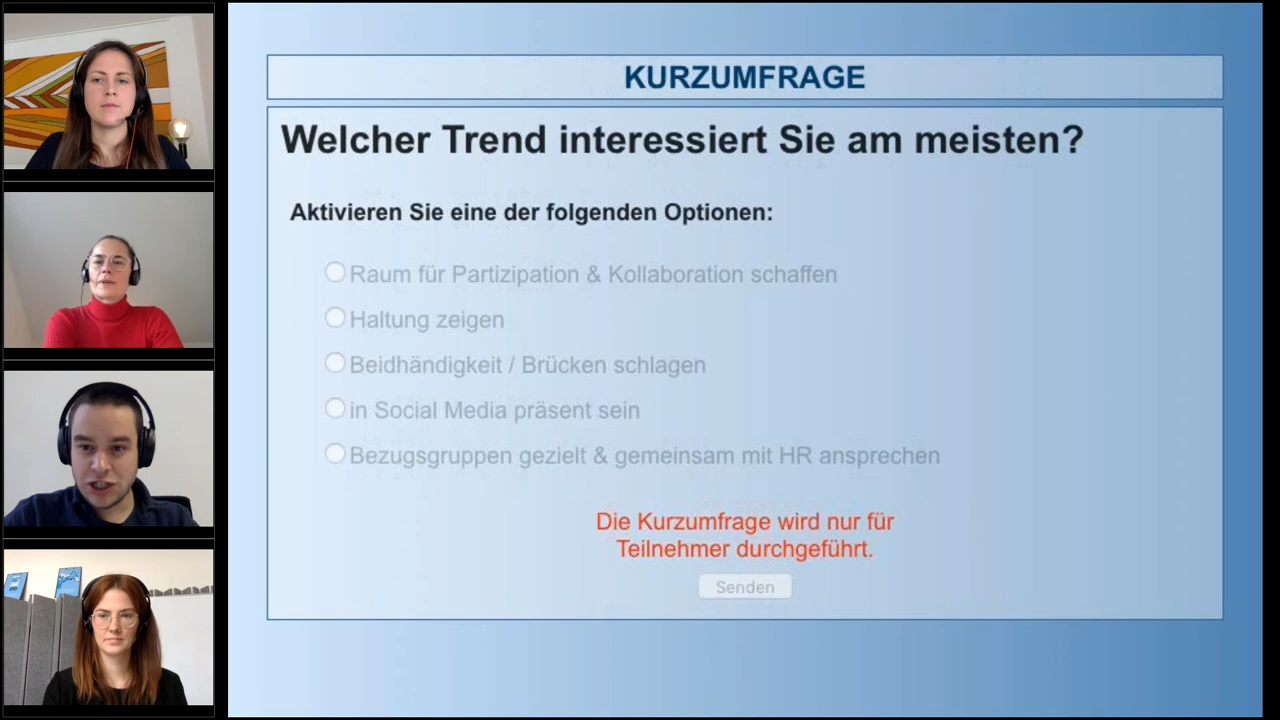 KURZUMFRAGE
Welcher Trend interessiert Sie am meisten?
Aktivieren Sie eine der folgenden Optionen:
Raum für Partizipation & Kollaboration schaffen
Haltung zeigen
Beidhändigkeit / Brücken schlagen
in Social Media präsent sein
Bezugsgruppen gezielt & gemeinsam mit HR ansprechen
Die Kurzumfrage wird nur für
Teilnehmer durchgeführt.
Senden